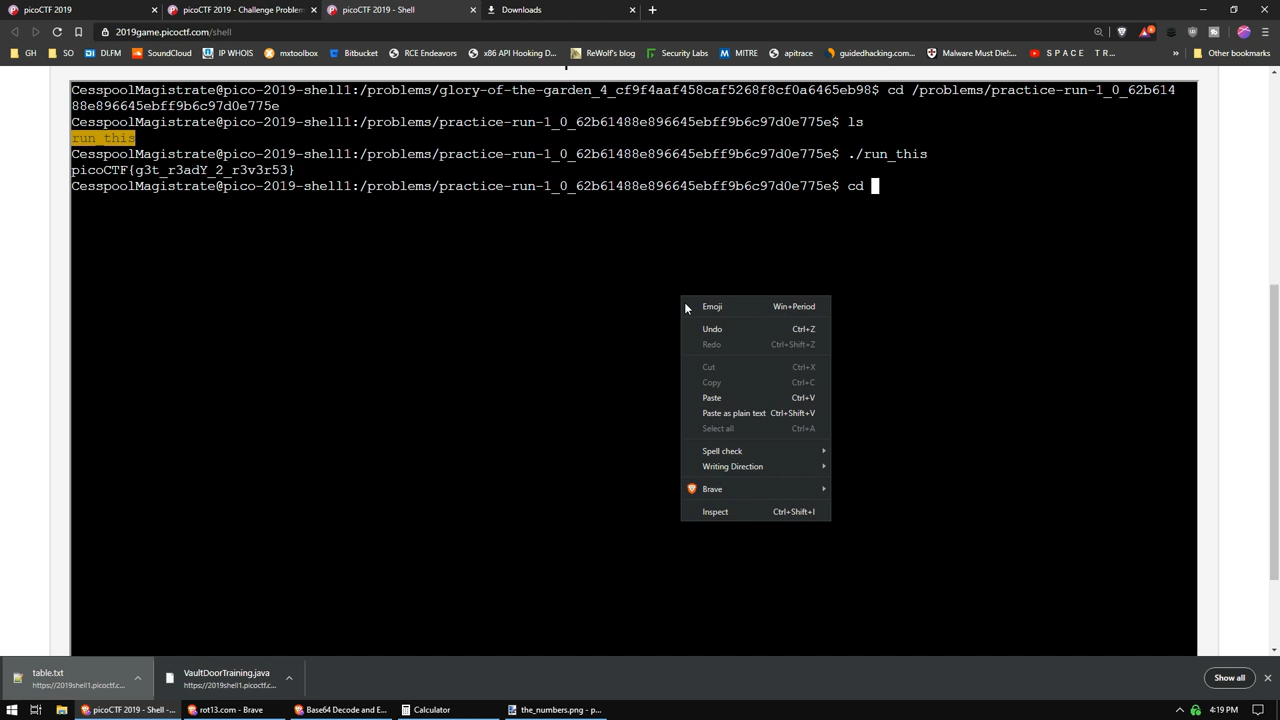 picoCTF 2019
picoCTF 2019 - Challenge Problem
picoCTF 2019 - Shell
Downloads
2019game.picoctf.com/shell
GH
SO
DLFM
SoundCloud
IP WHOIS
mxtoolbox
Bitbucket
RCE Endeavors
x86 API Hooking D...
ReWolf's blog
Security Labs
MITRE
apitrace
guidedhacking.com...
Malware Must Die!:...
S P A C E T R...
»
Other bookmarks
CesspoolMagistrate@pico-2019-shell1:/problems/glory-of-the-garden_4_cf9f4aaf458caf5268f8cf0a6465eb98$ cd /problems/practice-run-1_0_62b614
88e896645ebff9b6c97d0e775e
CesspoolMagistrate@pico-2019-shell1:/problems/practice-run-1_0_62b61488e896645ebff9b6c97d0e775e$ ls
run_this
CesspoolMagistrate@pico-2019-shell1:/problems/practice-run-1_0_62b61488e896645ebff9b6c97d0e775e$ ./run_this
picoCTF{g3t_r3adY_2_r3v3r53}
CesspoolMagistrate@pico-2019-shell1:/problems/practice-run-1_0_62b61488e896645ebff9b6c97d0e775e$ cd
Emoji Win+Period
Undo Ctrl+Z
Redo Ctrl+Shift+Z
Cut Ctrl+X
Copy Ctrl+C
Paste Ctrl+V
Paste as plain text Ctrl+Shift+V
Select all Ctrl+A
Spell check
Writing Direction
Brave
Inspect Ctrl+Shift+I
table.txt
https://2019shell1.picoctf.c...
VaultDoorTraining.java
https://2019shell1.picoctf.c...
Show all
picoCTF 2019 - Shell -...
rot13.com - Brave
Base64 Decode and E...
Calculator
the_numbers.png - p...
4:19 PM